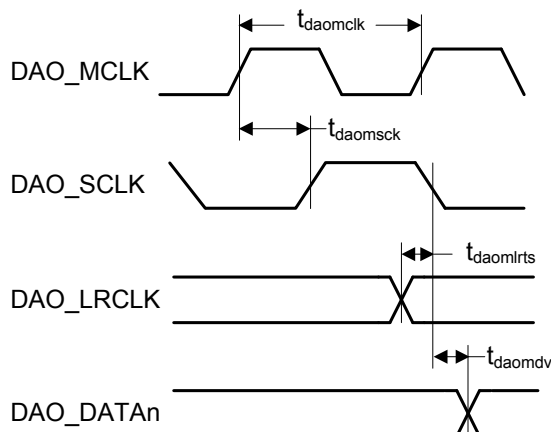 t_daomclk
DAO_MCLK
t_daomsck
DAO_SCLK
t_daomlrts
DAO_LRCLK
t_daomdv
DAO_DATAn